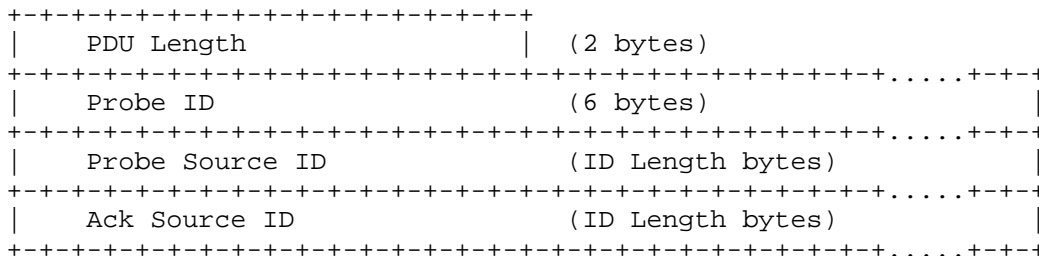 +-+-+-+-+-+-+-+-+-+-+-+-+-+-+-+-+
|    PDU Length                 |  (2 bytes)
+-+-+-+-+-+-+-+-+-+-+-+-+-+-+-+-+-+-+-+-+-+-+-+-+-+-+-+.....+-+-+
|    Probe ID                      (6 bytes)                    |
+-+-+-+-+-+-+-+-+-+-+-+-+-+-+-+-+-+-+-+-+-+-+-+-+-+-+-+.....+-+-+
|    Probe Source ID               (ID Length bytes)            |
+-+-+-+-+-+-+-+-+-+-+-+-+-+-+-+-+-+-+-+-+-+-+-+-+-+-+-+.....+-+-+
|    Ack Source ID                 (ID Length bytes)            |
+-+-+-+-+-+-+-+-+-+-+-+-+-+-+-+-+-+-+-+-+-+-+-+-+-+-+-+.....+-+-+